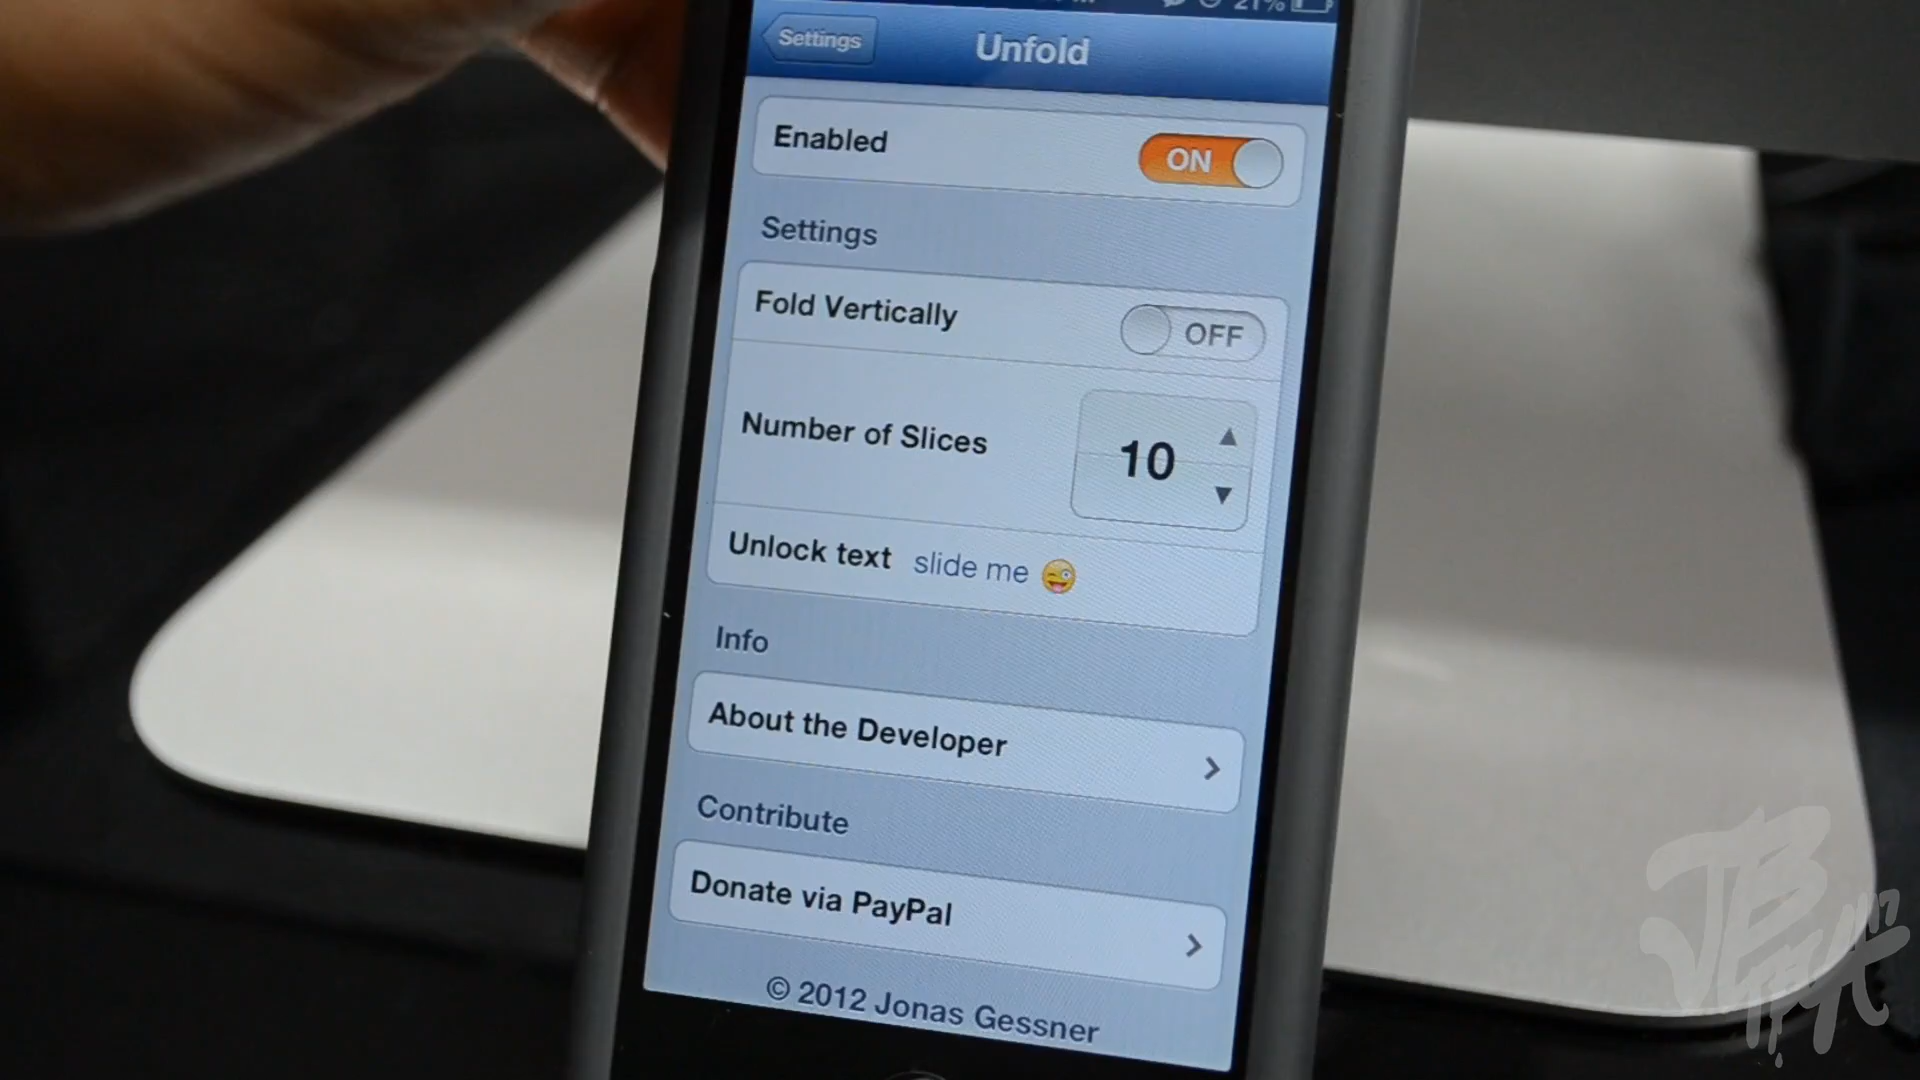 21%
Settings
Unfold
Enabled
ON
Settings
Fold Vertically
OFF
Number of Slices
10
Unlock text slide me 😜
Info
About the Developer
Contribute
Donate via PayPal
© 2012 Jonas Gessner